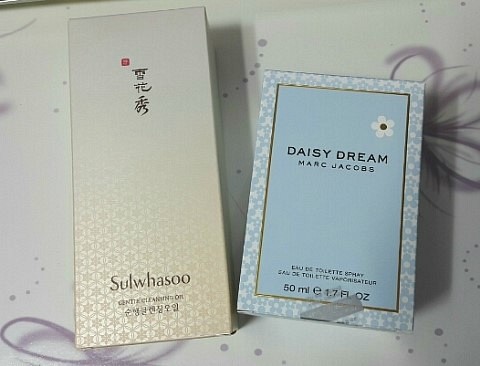 雪花秀
Sulwhasoo
GENTLE CLEANSING OIL
순행클렌징오일
DAISY DREAM
MARC JACOBS
EAU DE TOILETTE SPRAY
EAU DE TOILETTE VAPORISATEUR
50 ml ℮ 1.7 FL OZ